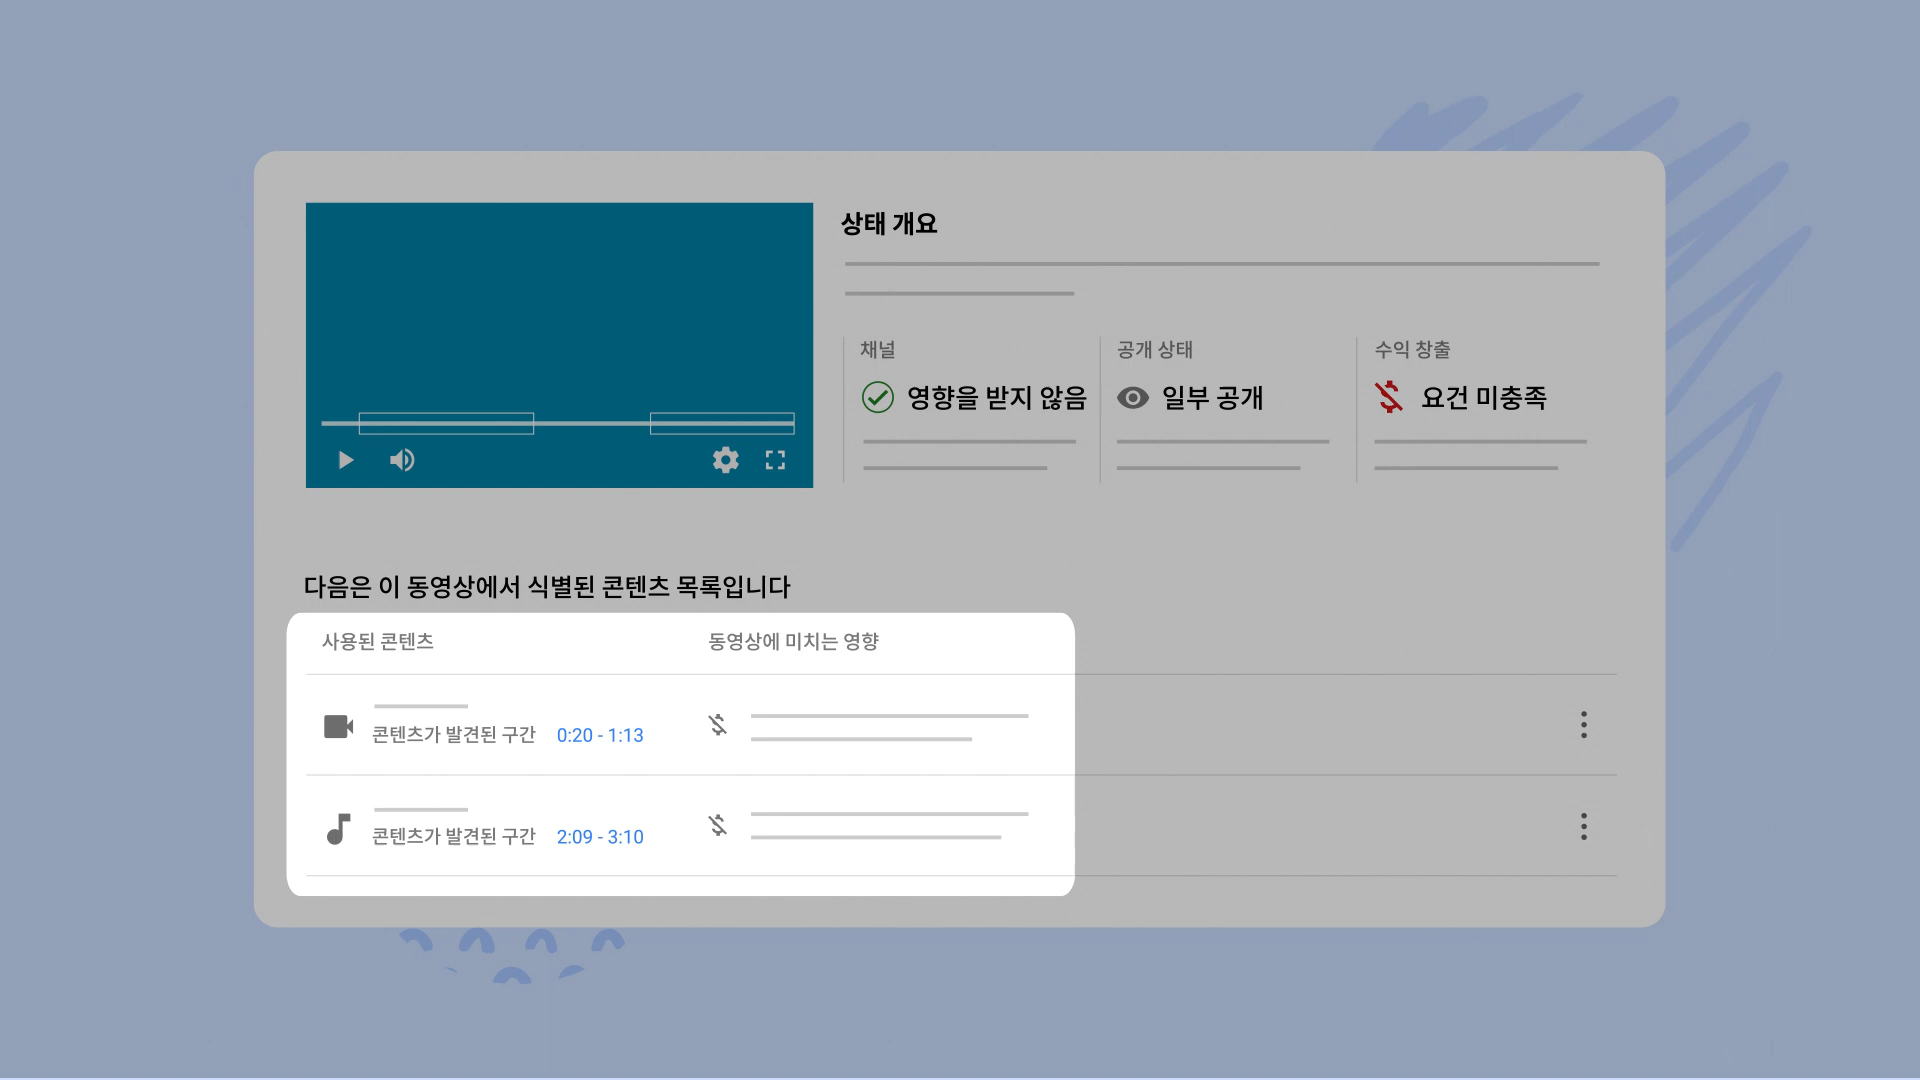 상태 개요
채널
영향을 받지 않음
공개 상태
일부 공개
수익 창출
요건 미충족
다음은 이 동영상에서 식별된 콘텐츠 목록입니다
사용된 콘텐츠
동영상에 미치는 영향
콘텐츠가 발견된 구간 0:20 - 1:13
콘텐츠가 발견된 구간 2:09 - 3:10